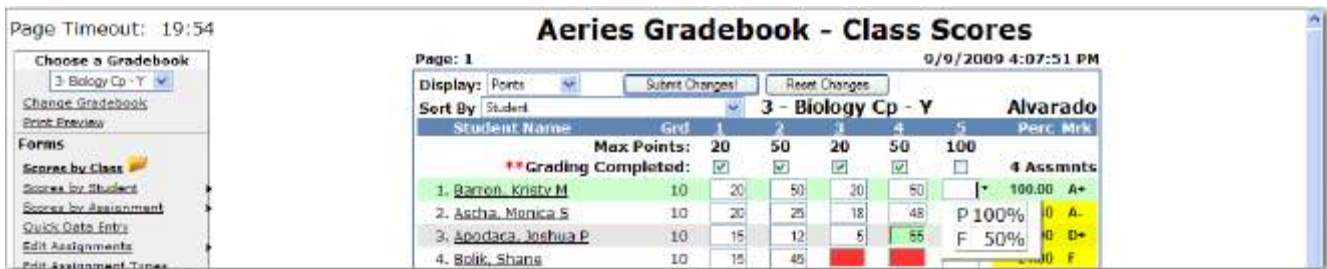 Page Timeout: 19:54
Aeries Gradebook - Class Scores
Choose a Gradebook
3- Biology Cp - Y
Change Gradebook
Print Preview
Forms
Scores by Class
Scores by Student
Scores by Assignment
Quick Data Entry
Edit Assignments
Edit Assignment Types
Page: 1 9/9/2009 4:07:51 PM
Display: Points Submit Changes! Reset Changes
Sort By Student 3 - Biology Cp - Y Alvarado
Student Name Grd 1 2 3 4 5 Perc Mrk
Max Points: 20 50 20 50 100
**Grading Completed: 4 Assmnts
1. Barron, Kristy M 10 20 50 20 50 100.00 A+
2. Ascha, Monica S 10 20 25 18 48 A-
3. Apodaca, Joshua P 10 15 12 5 55 D+
4. Bolik, Shane 10 15 45 F
P 100%
F 50%